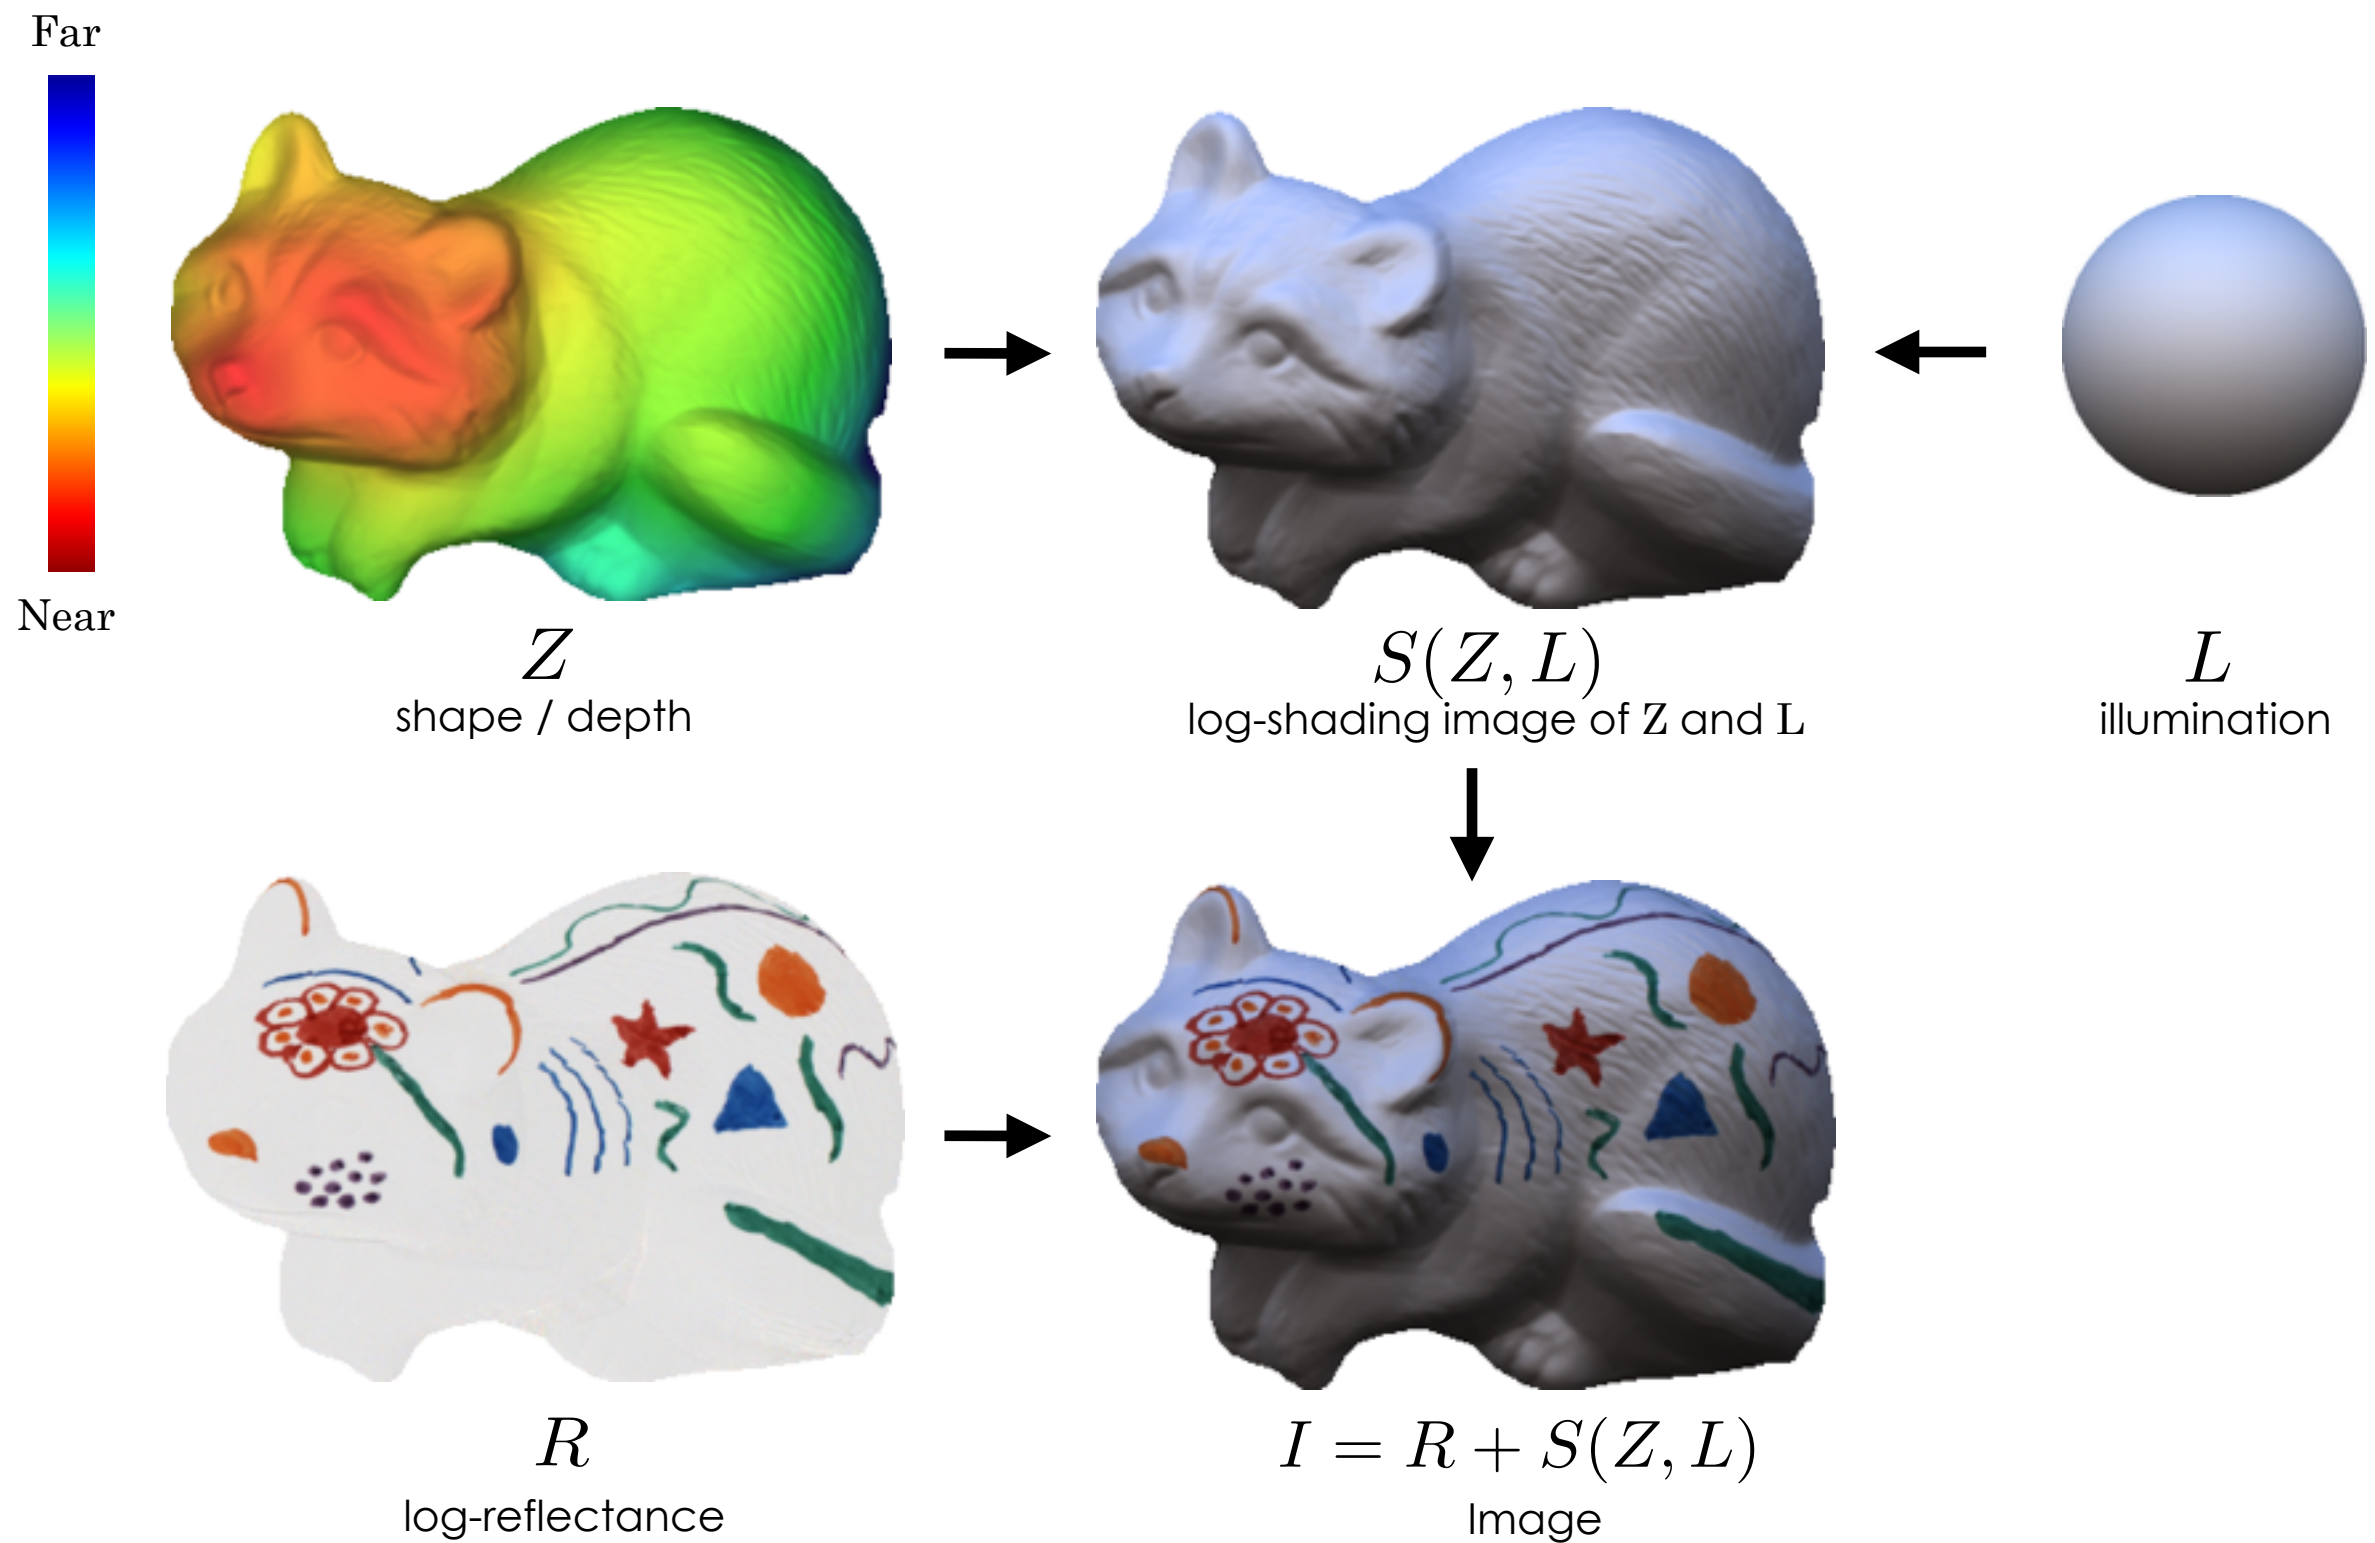 Far
Near
Z
shape / depth
S(Z, L)
log-shading image of Z and L
L
illumination
R
log-reflectance
I = R + S(Z, L)
Image